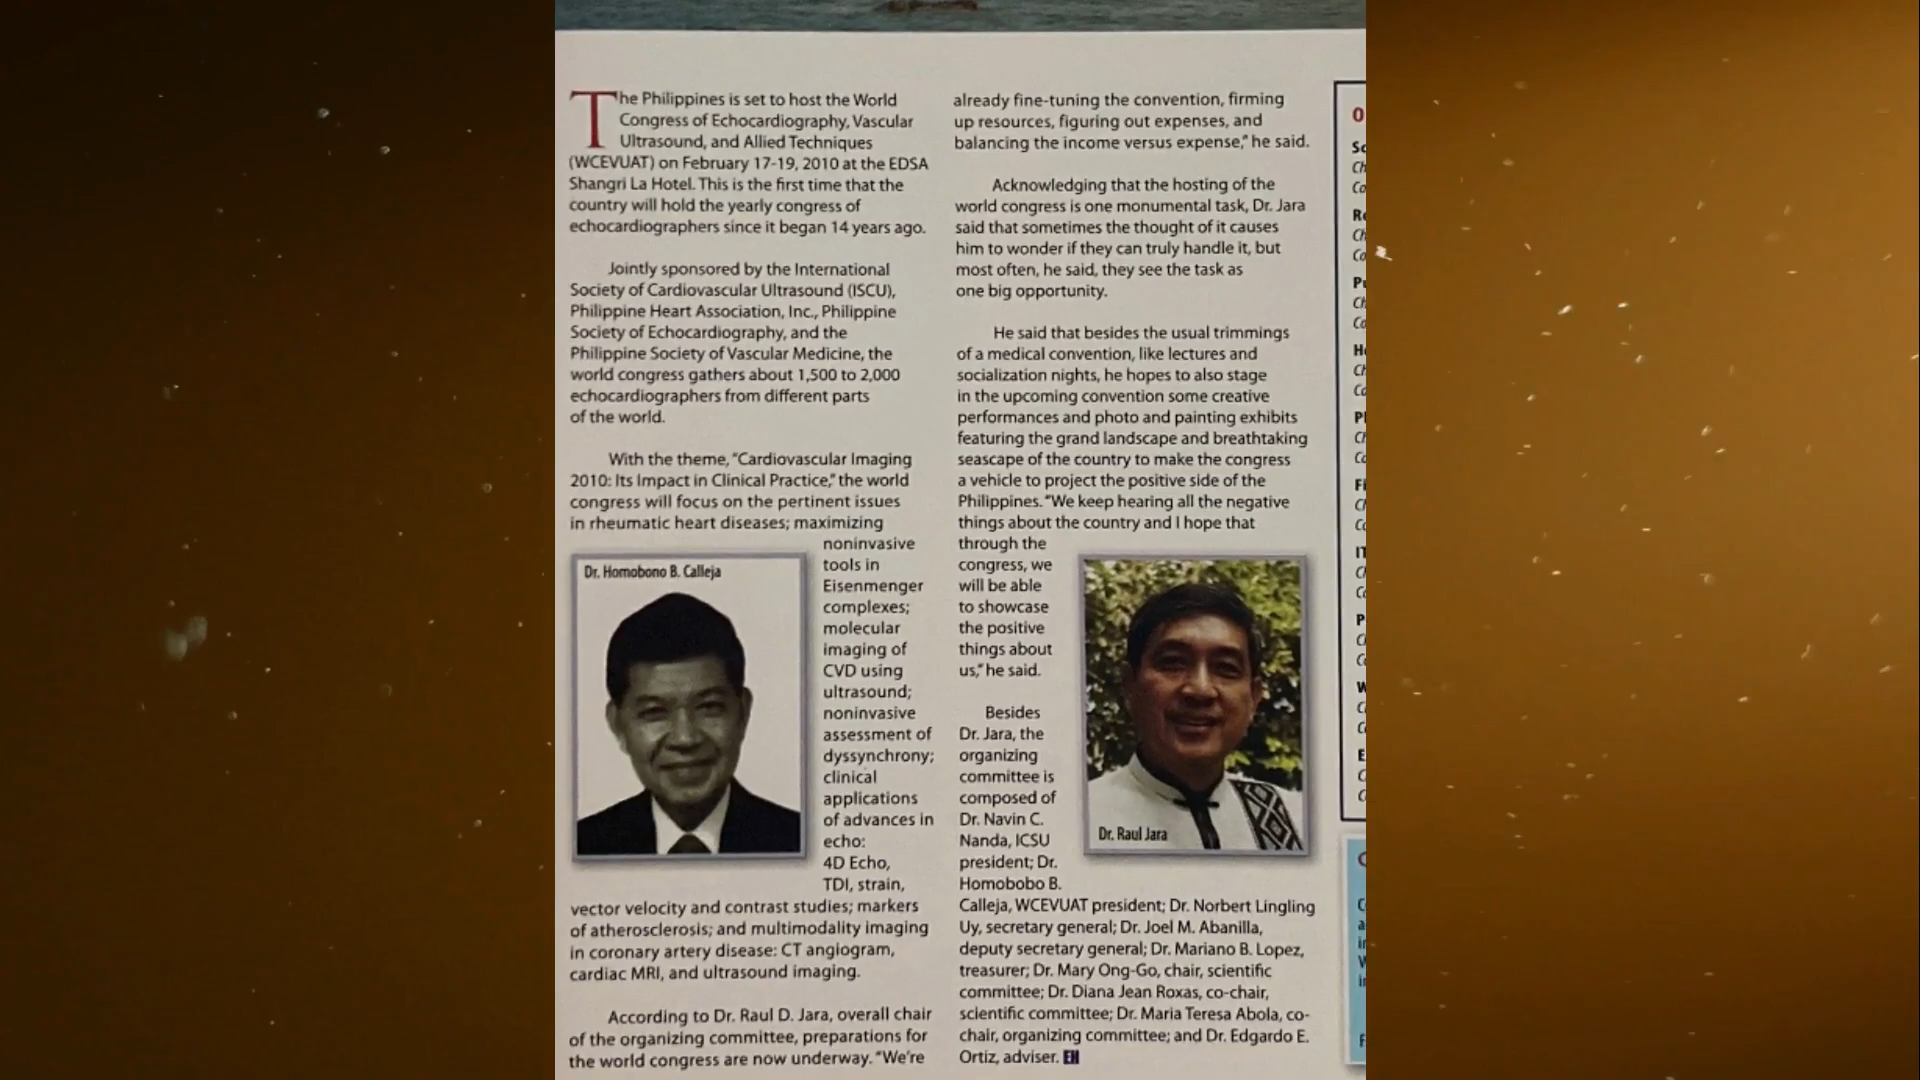 The Philippines is set to host the World
Congress of Echocardiography, Vascular
Ultrasound, and Allied Techniques
(WCEVUAT) on February 17-19, 2010 at the EDSA
Shangri La Hotel. This is the first time that the
country will hold the yearly congress of
echocardiographers since it began 14 years ago.
Jointly sponsored by the International
Society of Cardiovascular Ultrasound (ISCU),
Philippine Heart Association, Inc., Philippine
Society of Echocardiography, and the
Philippine Society of Vascular Medicine, the
world congress gathers about 1,500 to 2,000
echocardiographers from different parts
of the world.
With the theme, “Cardiovascular Imaging
2010: Its Impact in Clinical Practice,” the world
congress will focus on the pertinent issues
in rheumatic heart diseases; maximizing
noninvasive
tools in
Eisenmenger
complexes;
molecular
imaging of
CVD using
ultrasound;
noninvasive
assessment of
dyssynchrony;
clinical
applications
of advances in
echo:
4D Echo,
TDI, strain,
vector velocity and contrast studies; markers
of atherosclerosis; and multimodality imaging
in coronary artery disease: CT angiogram,
cardiac MRI, and ultrasound imaging.
According to Dr. Raul D. Jara, overall chair
of the organizing committee, preparations for
the world congress are now underway. “We’re
Dr. Homobono B. Calleja
already fine-tuning the convention, firming
up resources, figuring out expenses, and
balancing the income versus expense,” he said.
Acknowledging that the hosting of the
world congress is one monumental task, Dr. Jara
said that sometimes the thought of it causes
him to wonder if they can truly handle it, but
most often, he said, they see the task as
one big opportunity.
He said that besides the usual trimmings
of a medical convention, like lectures and
socialization nights, he hopes to also stage
in the upcoming convention some creative
performances and photo and painting exhibits
featuring the grand landscape and breathtaking
seascape of the country to make the congress
a vehicle to project the positive side of the
Philippines. “We keep hearing all the negative
things about the country and I hope that
through the
congress, we
will be able
to showcase
the positive
things about
us,” he said.
Besides
Dr. Jara, the
organizing
committee is
composed of
Dr. Navin C.
Nanda, ICSU
president; Dr.
Homobobo B.
Calleja, WCEVUAT president; Dr. Norbert Lingling
Uy, secretary general; Dr. Joel M. Abanilla,
deputy secretary general; Dr. Mariano B. Lopez,
treasurer; Dr. Mary Ong-Go, chair, scientific
committee; Dr. Diana Jean Roxas, co-chair,
scientific committee; Dr. Maria Teresa Abola, co-
chair, organizing committee; and Dr. Edgardo E.
Ortiz, adviser. EH
Dr. Raul Jara